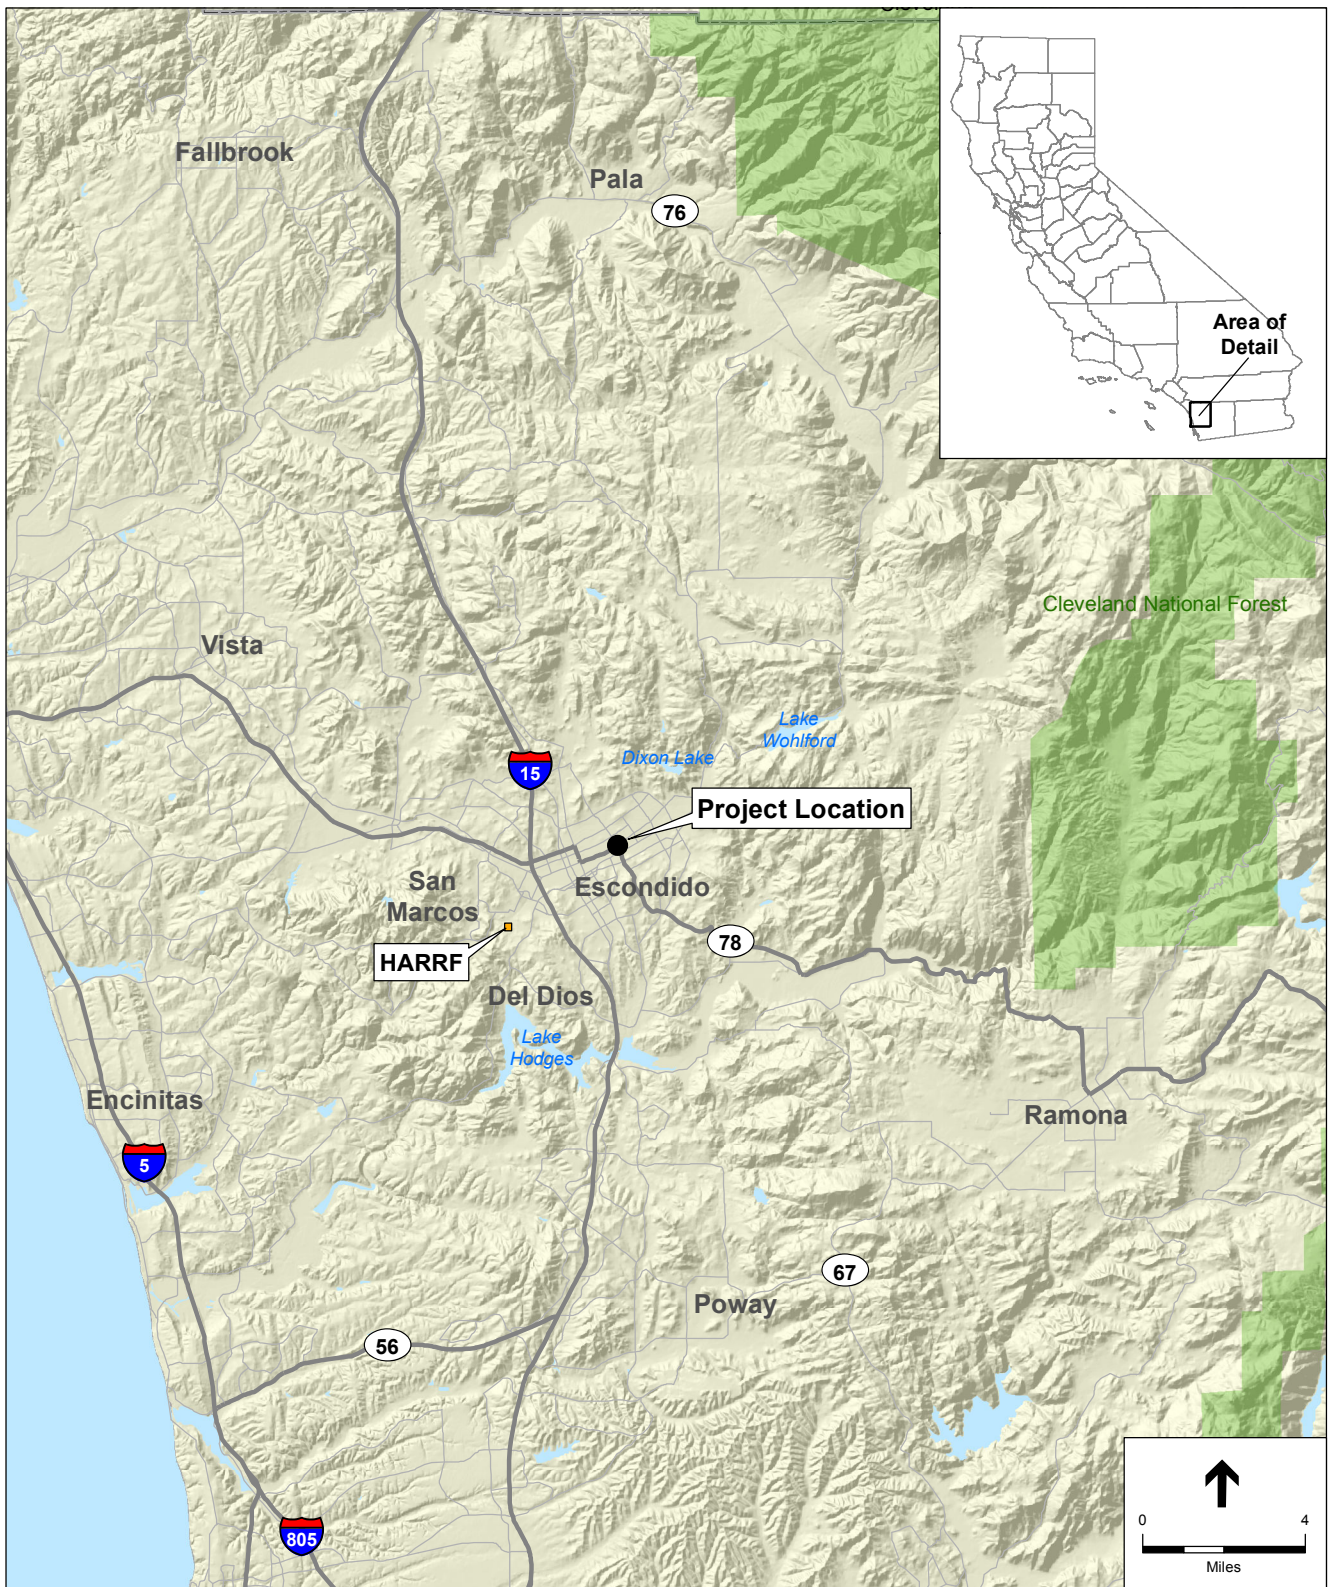 Fallbrook
Pala
76
Area of
Detail
Cleveland National Forest
Vista
Lake
Wohlford
Dixon Lake
15
Project Location
San
Marcos
Escondido
78
HARRF
Del Dios
Lake
Hodges
Encinitas
Ramona
5
67
Poway
56
805
0
4
Miles